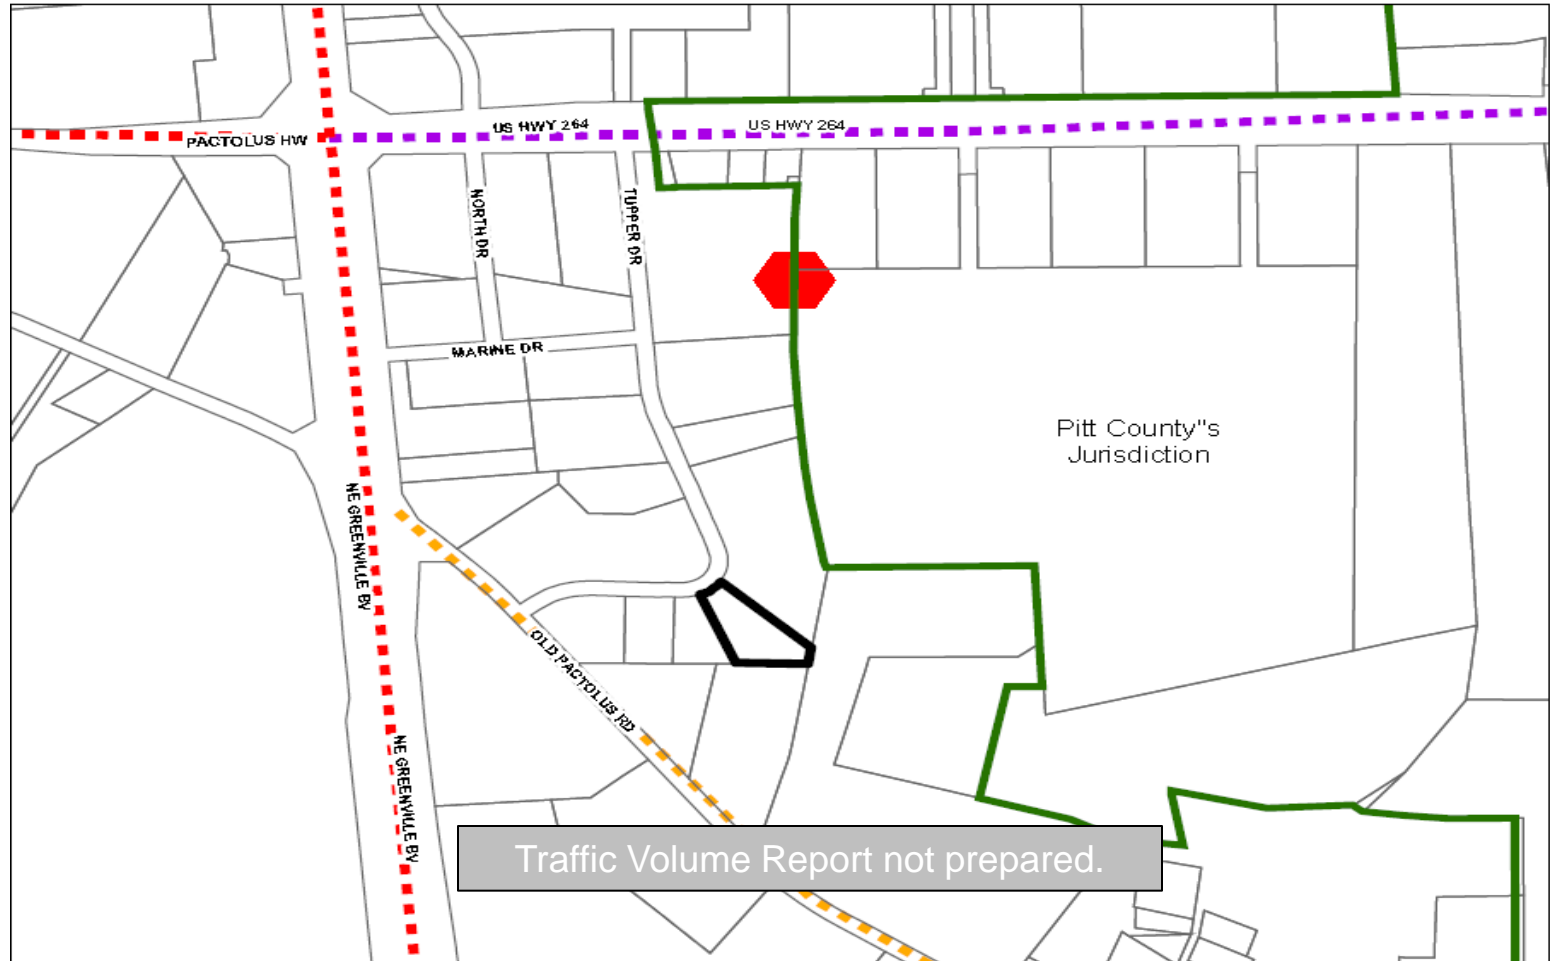 US HWY 264
US HWY 264
PACTOLUS HW
NORTH DR
TUPPER DR
MARINE DR
Pitt County"s
Jurisdiction
NE GREENVILLE BV
OLD PACTOLUS RD
NE GREENVILLE BV
Traffic Volume Report not prepared.